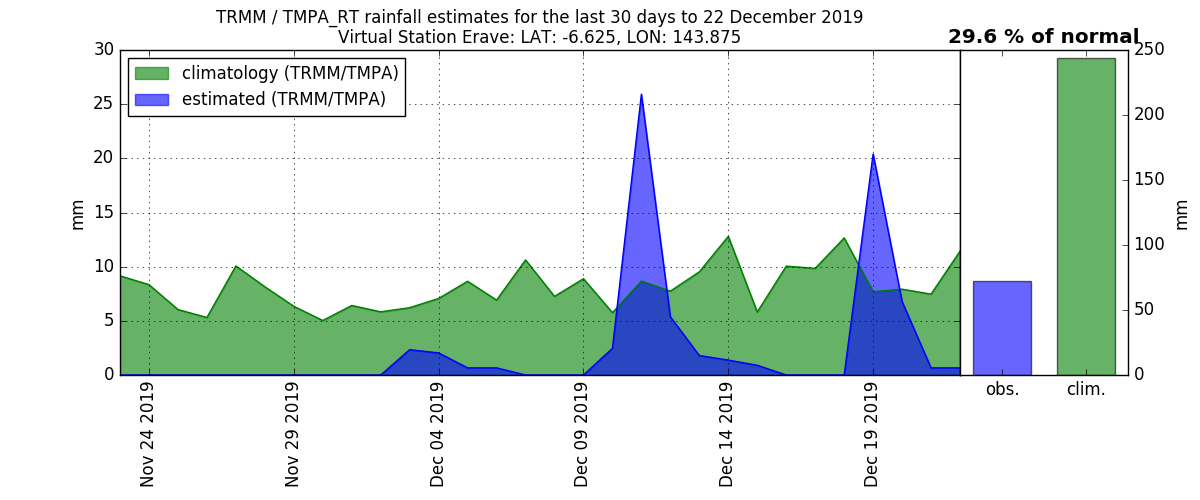 TRMM / TMPA_RT rainfall estimates for the last 30 days to 22 December 2019
Virtual Station Erave: LAT: -6.625, LON: 143.875
29.6 % of normal
climatology (TRMM/TMPA)
estimated (TRMM/TMPA)
30
25
20
15
10
5
0
mm
Nov 24 2019
Nov 29 2019
Dec 04 2019
Dec 09 2019
Dec 14 2019
Dec 19 2019
250
200
150
100
50
0
mm
obs.
clim.